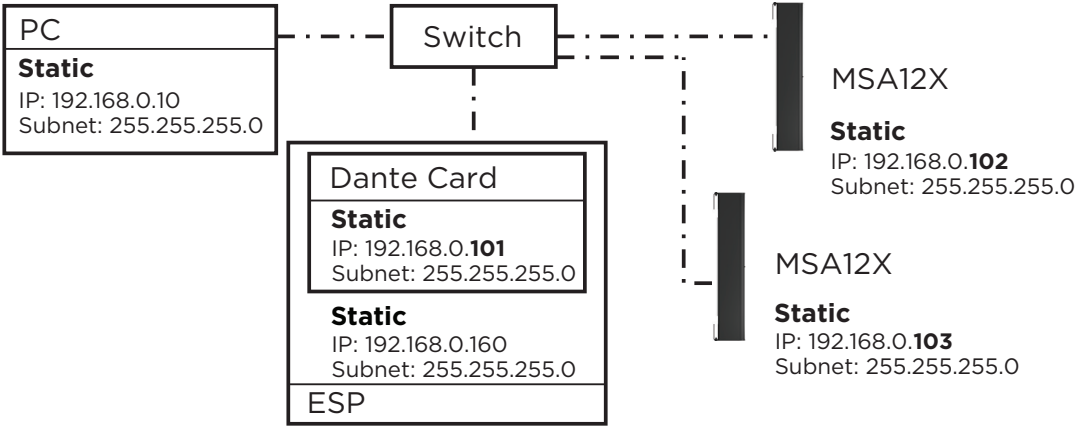 PC
Static
IP: 192.168.0.10
Subnet: 255.255.255.0
Switch
Dante Card
Static
IP: 192.168.0.101
Subnet: 255.255.255.0
Static
IP: 192.168.0.160
Subnet: 255.255.255.0
ESP
MSA12X
Static
IP: 192.168.0.102
Subnet: 255.255.255.0
MSA12X
Static
IP: 192.168.0.103
Subnet: 255.255.255.0